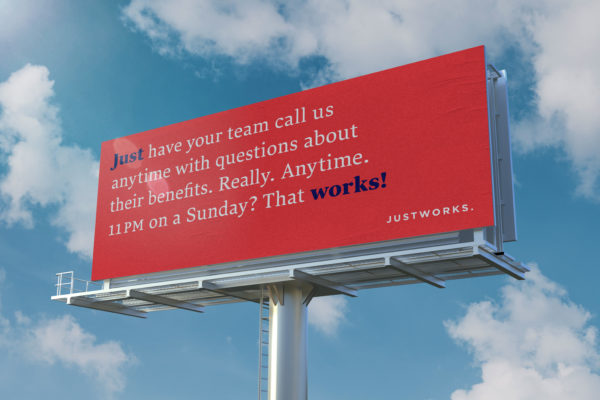 Just have your team call us
anytime with questions about
their benefits. Really. Anytime.
11PM on a Sunday? That works!
JUSTWORKS.